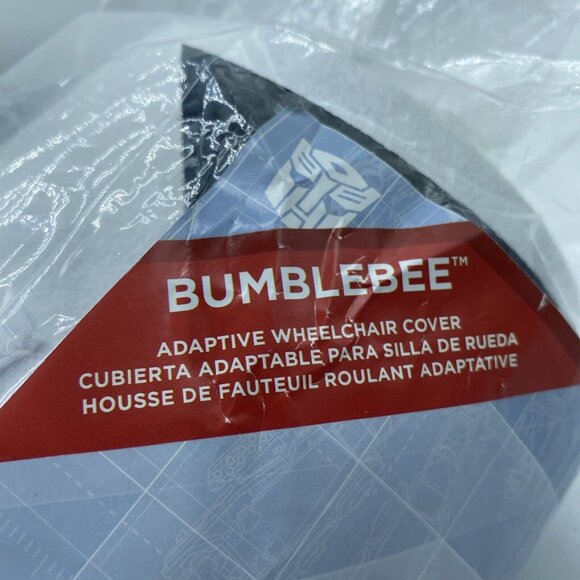 BUMBLEBEE™
ADAPTIVE WHEELCHAIR COVER
CUBIERTA ADAPTABLE PARA SILLA DE RUEDA
HOUSSE DE FAUTEUIL ROULANT ADAPTATIVE